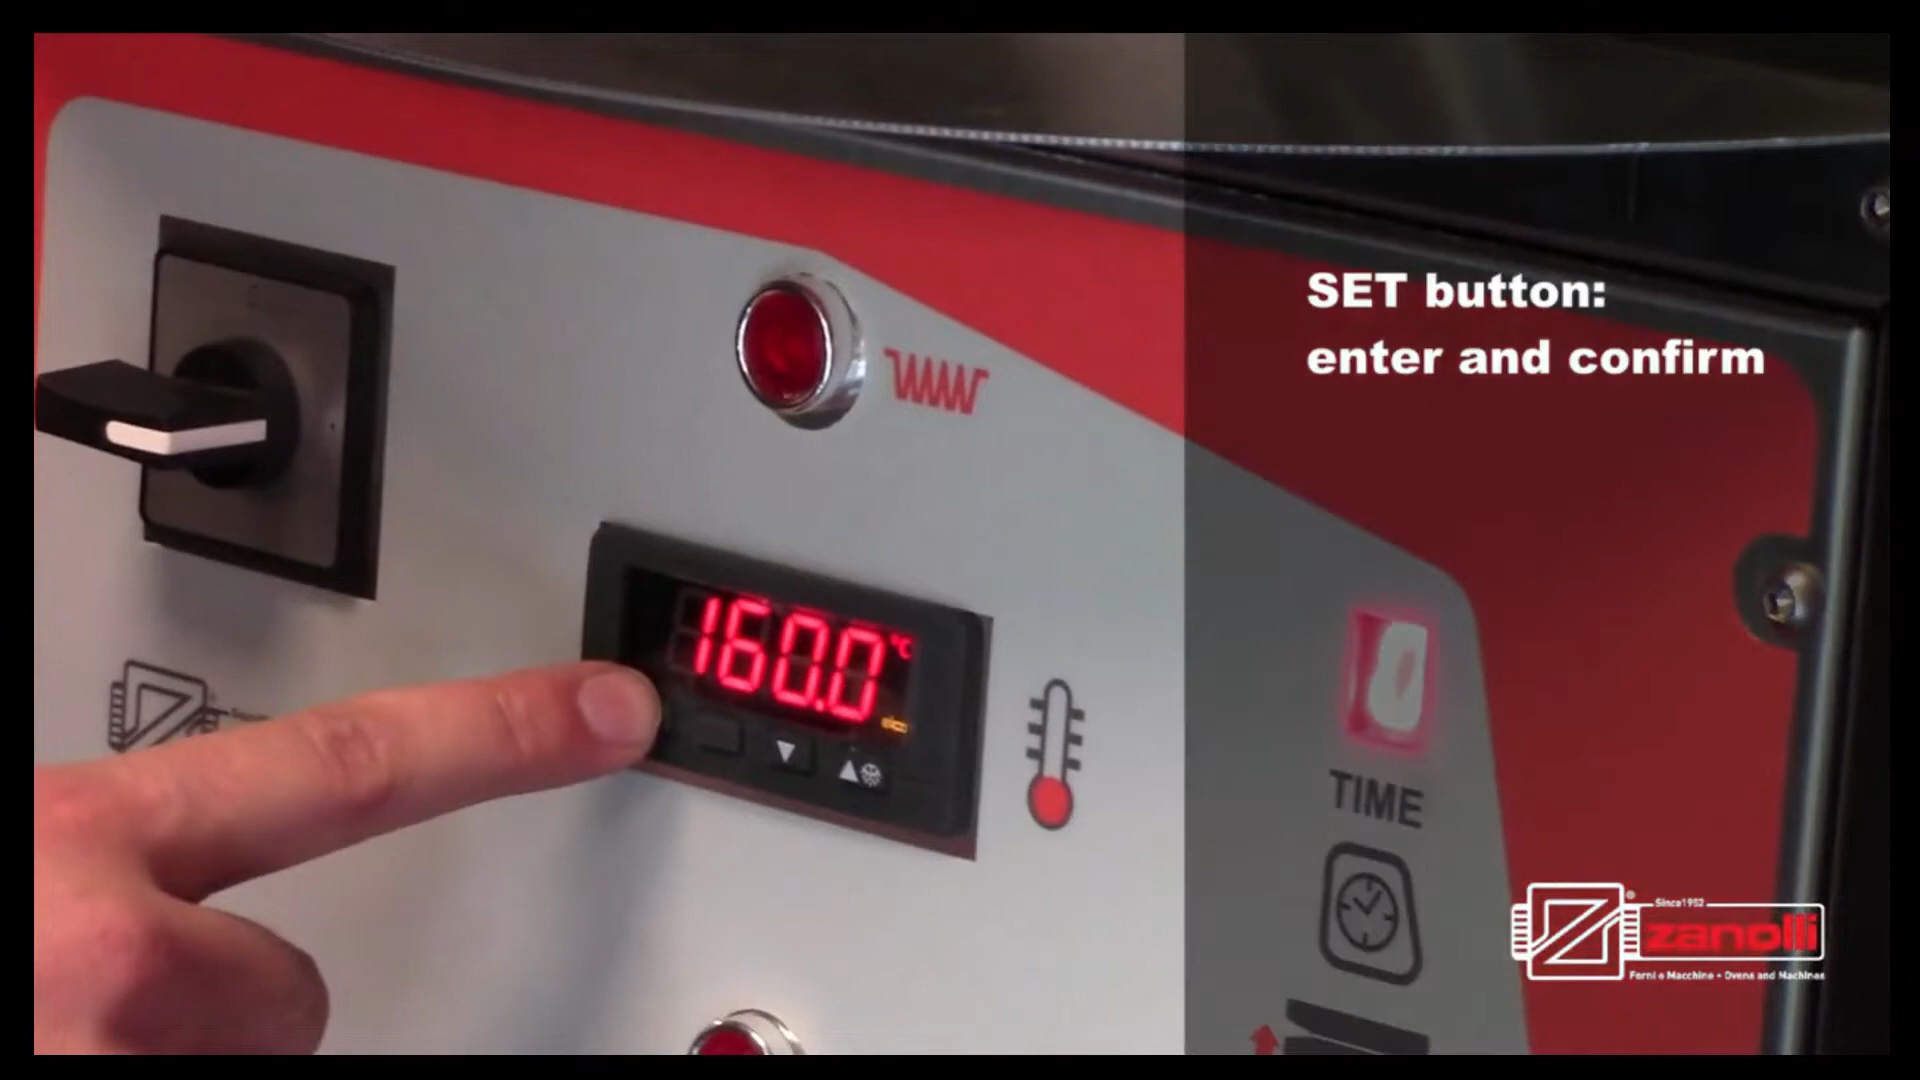 SET button:
enter and confirm
160.0 °C
TIME
Since 1952
zanolli
Forni e Macchine • Ovens and Machines